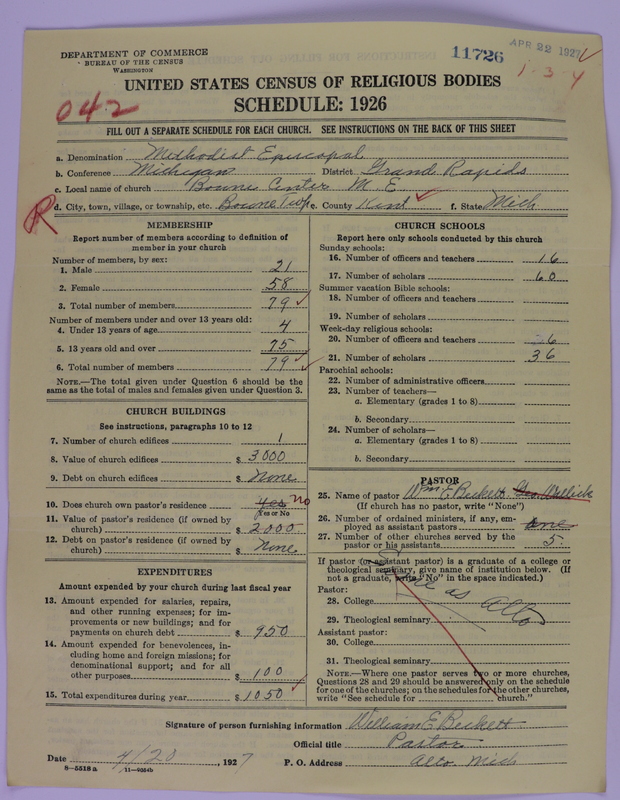 DEPARTMENT OF COMMERCE
BUREAU OF THE CENSUS
WASHINGTON
11726
APR 22 1927
1-3-4
UNITED STATES CENSUS OF RELIGIOUS BODIES
SCHEDULE: 1926
042
FILL OUT A SEPARATE SCHEDULE FOR EACH CHURCH. SEE INSTRUCTIONS ON THE BACK OF THIS SHEET
a. Denomination Methodist Episcopal
b. Conference Michigan District Grand Rapids
c. Local name of church Bowne Center M E
R
d. City, town, village, or township, etc. Bowne Twp e. County Kent f. State Mich
MEMBERSHIP
Report number of members according to definition of
member in your church
Number of members, by sex:
1. Male 21
2. Female 58
3. Total number of members 79
Number of members under and over 13 years old:
4. Under 13 years of age 4
5. 13 years old and over 75
6. Total number of members 79
NOTE.—The total given under Question 6 should be the
same as the total of males and females given under Question 3.
CHURCH BUILDINGS
See instructions, paragraphs 10 to 12
7. Number of church edifices 1
8. Value of church edifices $ 3000
9. Debt on church edifices $ None
10. Does church own pastor's residence Yes no
Yes or No
11. Value of pastor's residence (if owned by
church) $ 2000
12. Debt on pastor's residence (if owned by
church) $ None
EXPENDITURES
Amount expended by your church during last fiscal year
13. Amount expended for salaries, repairs,
and other running expenses; for im-
provements or new buildings; and for
payments on church debt $ 950
14. Amount expended for benevolences, in-
cluding home and foreign missions; for
denominational support; and for all
other purposes $ 100
15. Total expenditures during year $ 1050
CHURCH SCHOOLS
Report here only schools conducted by this church
Sunday schools:
16. Number of officers and teachers 16
17. Number of scholars 60
Summer vacation Bible schools:
18. Number of officers and teachers
19. Number of scholars
Week-day religious schools:
20. Number of officers and teachers 6
21. Number of scholars 36
Parochial schools:
22. Number of administrative officers
23. Number of teachers—
a. Elementary (grades 1 to 8)
b. Secondary
24. Number of scholars—
a. Elementary (grades 1 to 8)
b. Secondary
PASTOR
25. Name of pastor Wm E Beckett
(If church has no pastor, write "None")
26. Number of ordained ministers, if any, em-
ployed as assistant pastors
27. Number of other churches served by the
pastor or his assistants 5
If pastor (or assistant pastor) is a graduate of a college or
theological seminary, give name of institution below. (If
not a graduate, write "No" in the space indicated.)
Pastor:
28. College
See as Alto
29. Theological seminary
Assistant pastor:
30. College
31. Theological seminary
NOTE.—Where one pastor serves two or more churches,
Questions 28 and 29 should be answered only on the schedule
for one of the churches; on the schedules for the other churches,
write "See schedule for church."
Signature of person furnishing information William E Beckett
Official title Pastor
Date 4/20, 1927 P. O. Address Alto Mich
8-5518a 11-9054b